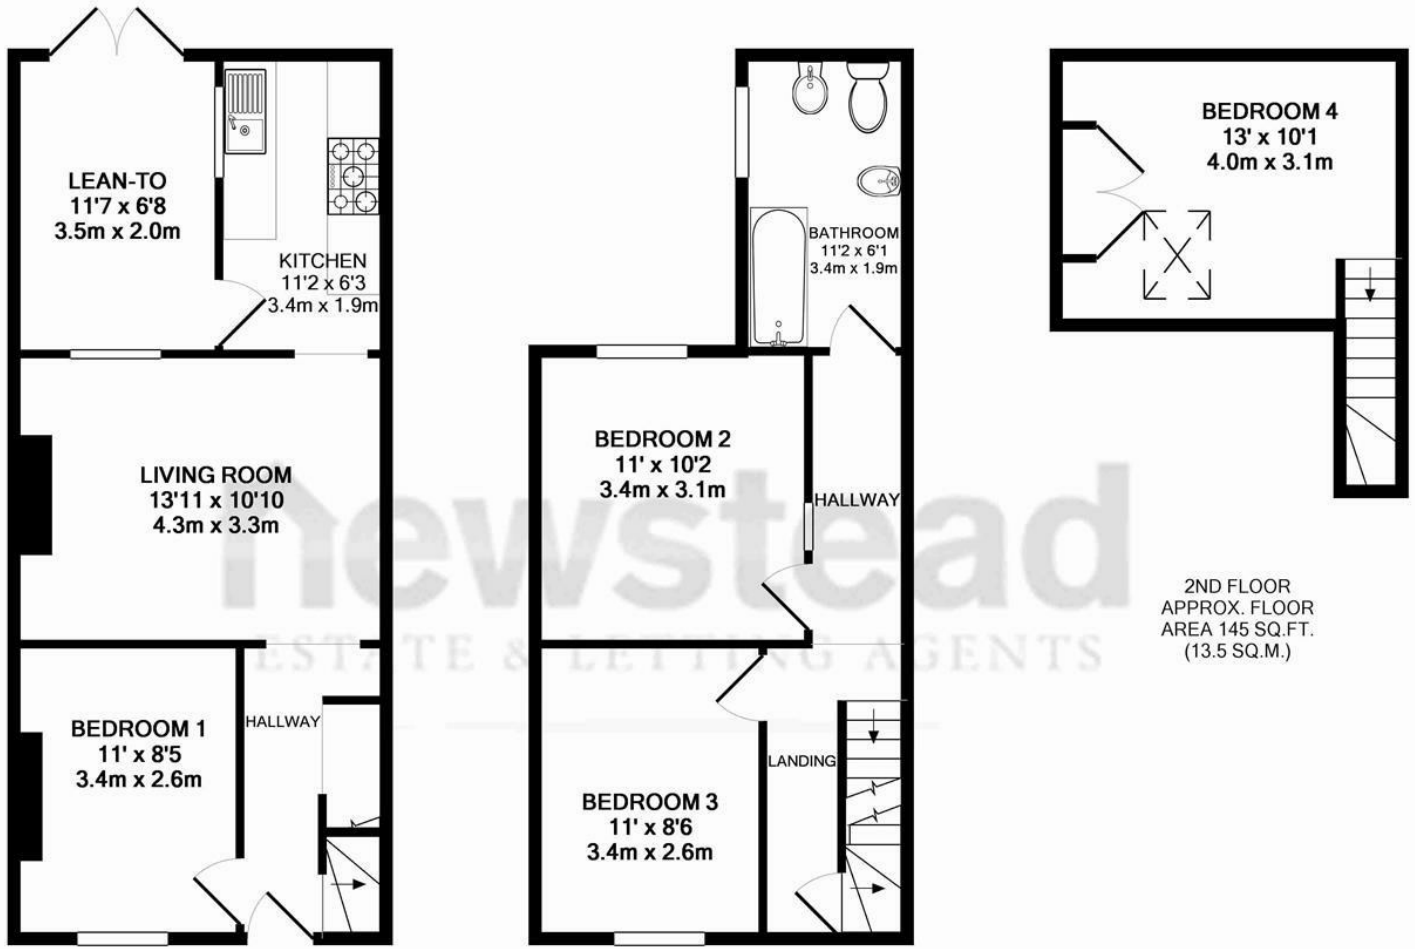 LEAN-TO
11'7 x 6'8
3.5m x 2.0m
KITCHEN
11'2 x 6'3
3.4m x 1.9m
LIVING ROOM
13'11 x 10'10
4.3m x 3.3m
BEDROOM 1
11' x 8'5
3.4m x 2.6m
HALLWAY
BATHROOM
11'2 x 6'1
3.4m x 1.9m
BEDROOM 2
11' x 10'2
3.4m x 3.1m
HALLWAY
BEDROOM 3
11' x 8'6
3.4m x 2.6m
LANDING
BEDROOM 4
13' x 10'1
4.0m x 3.1m
2ND FLOOR
APPROX. FLOOR
AREA 145 SQ.FT.
(13.5 SQ.M.)
newstead
ESTATE & LETTING AGENTS